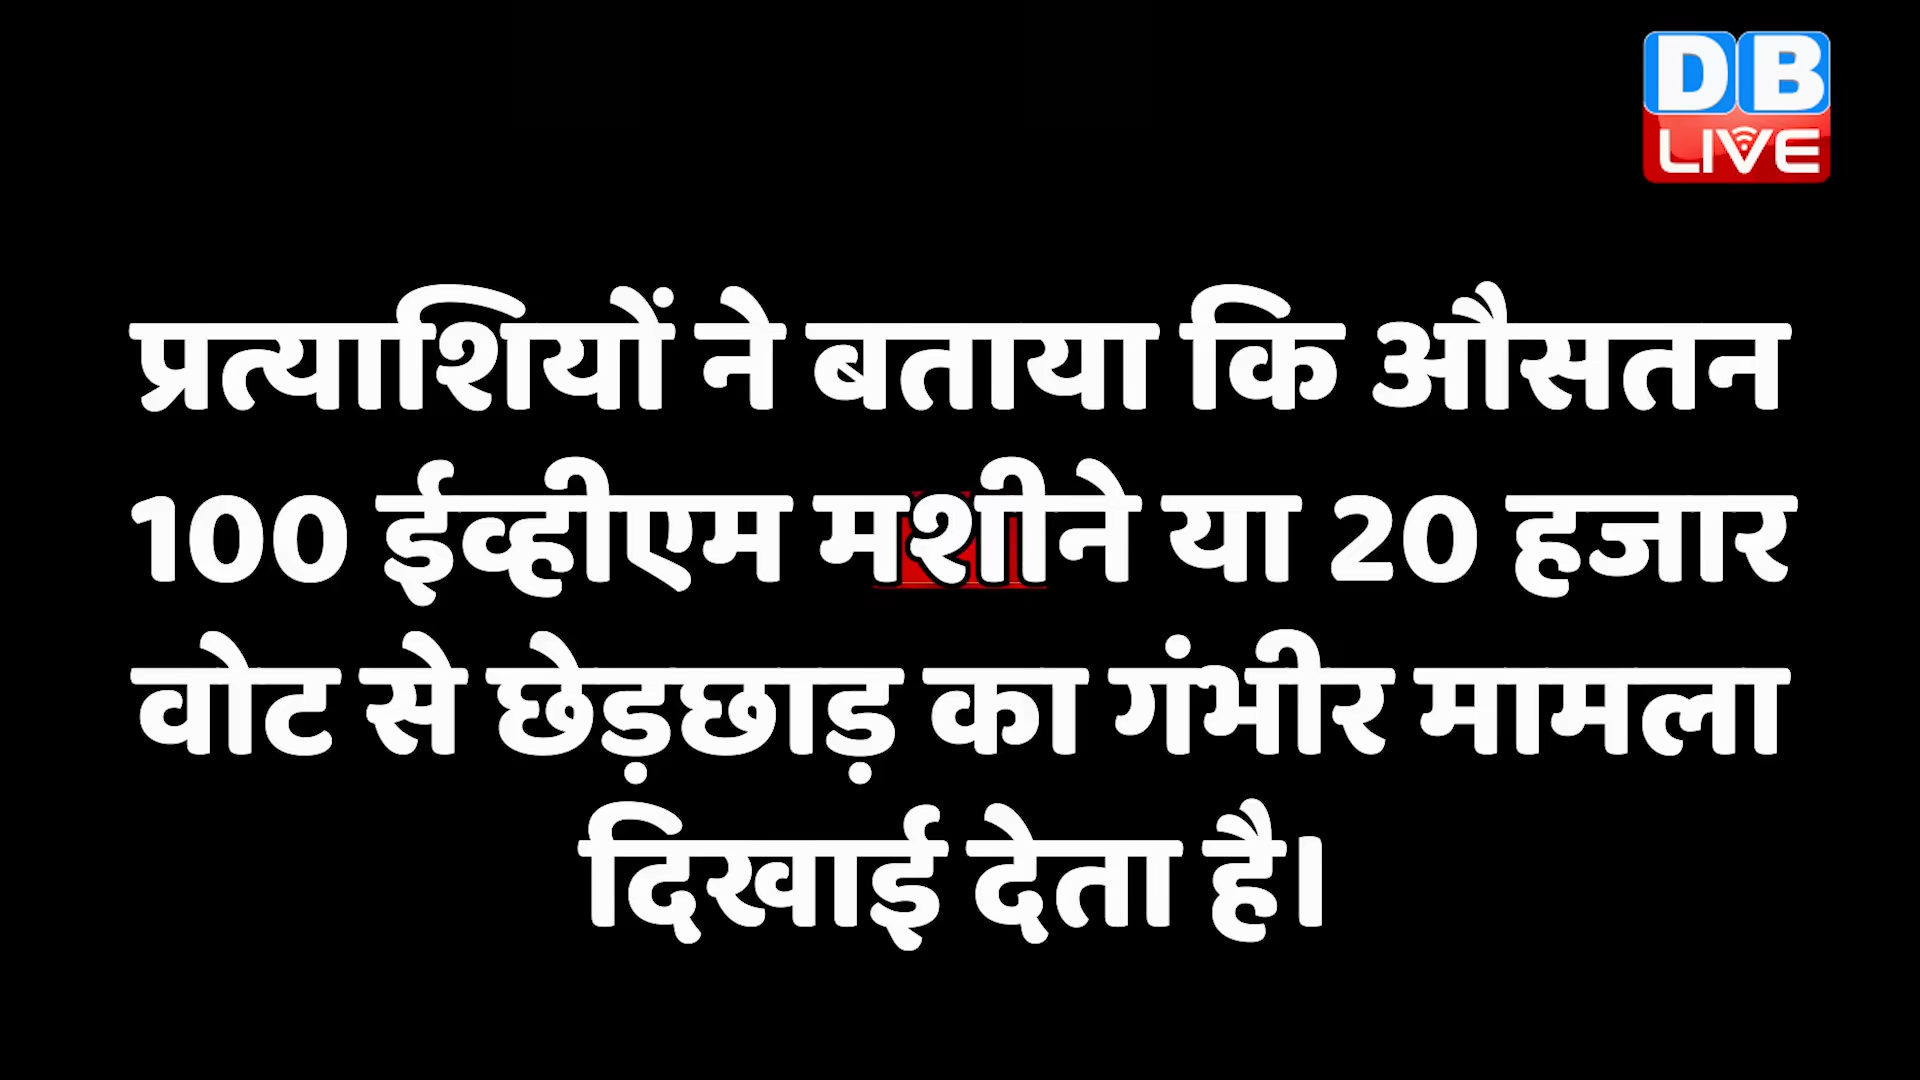 DB
LIVE
प्रत्याशियों ने बताया कि औसतन
100 ईव्हीएम मशीने या 20 हजार
वोट से छेड़छाड़ का गंभीर मामला
दिखाई देता है।